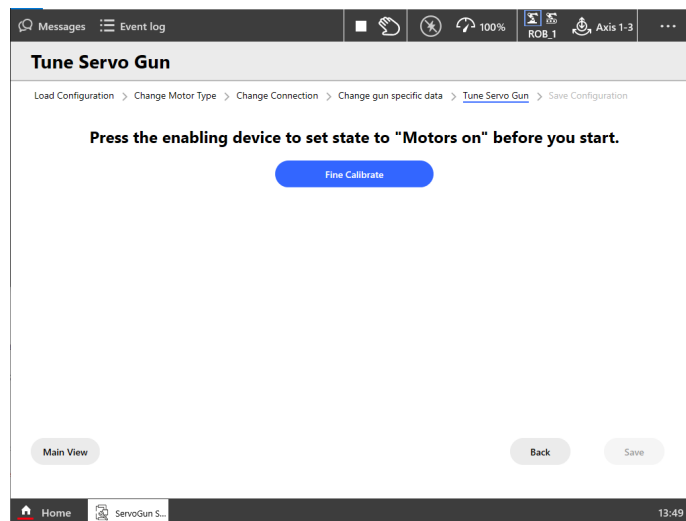 Messages Event log 100% ROB_1 Axis 1-3 ...
Tune Servo Gun
Load Configuration > Change Motor Type > Change Connection > Change gun specific data > Tune Servo Gun > Save Configuration
Press the enabling device to set state to "Motors on" before you start.
Fine Calibrate
Main View Back Save
Home ServoGun S... 13:49